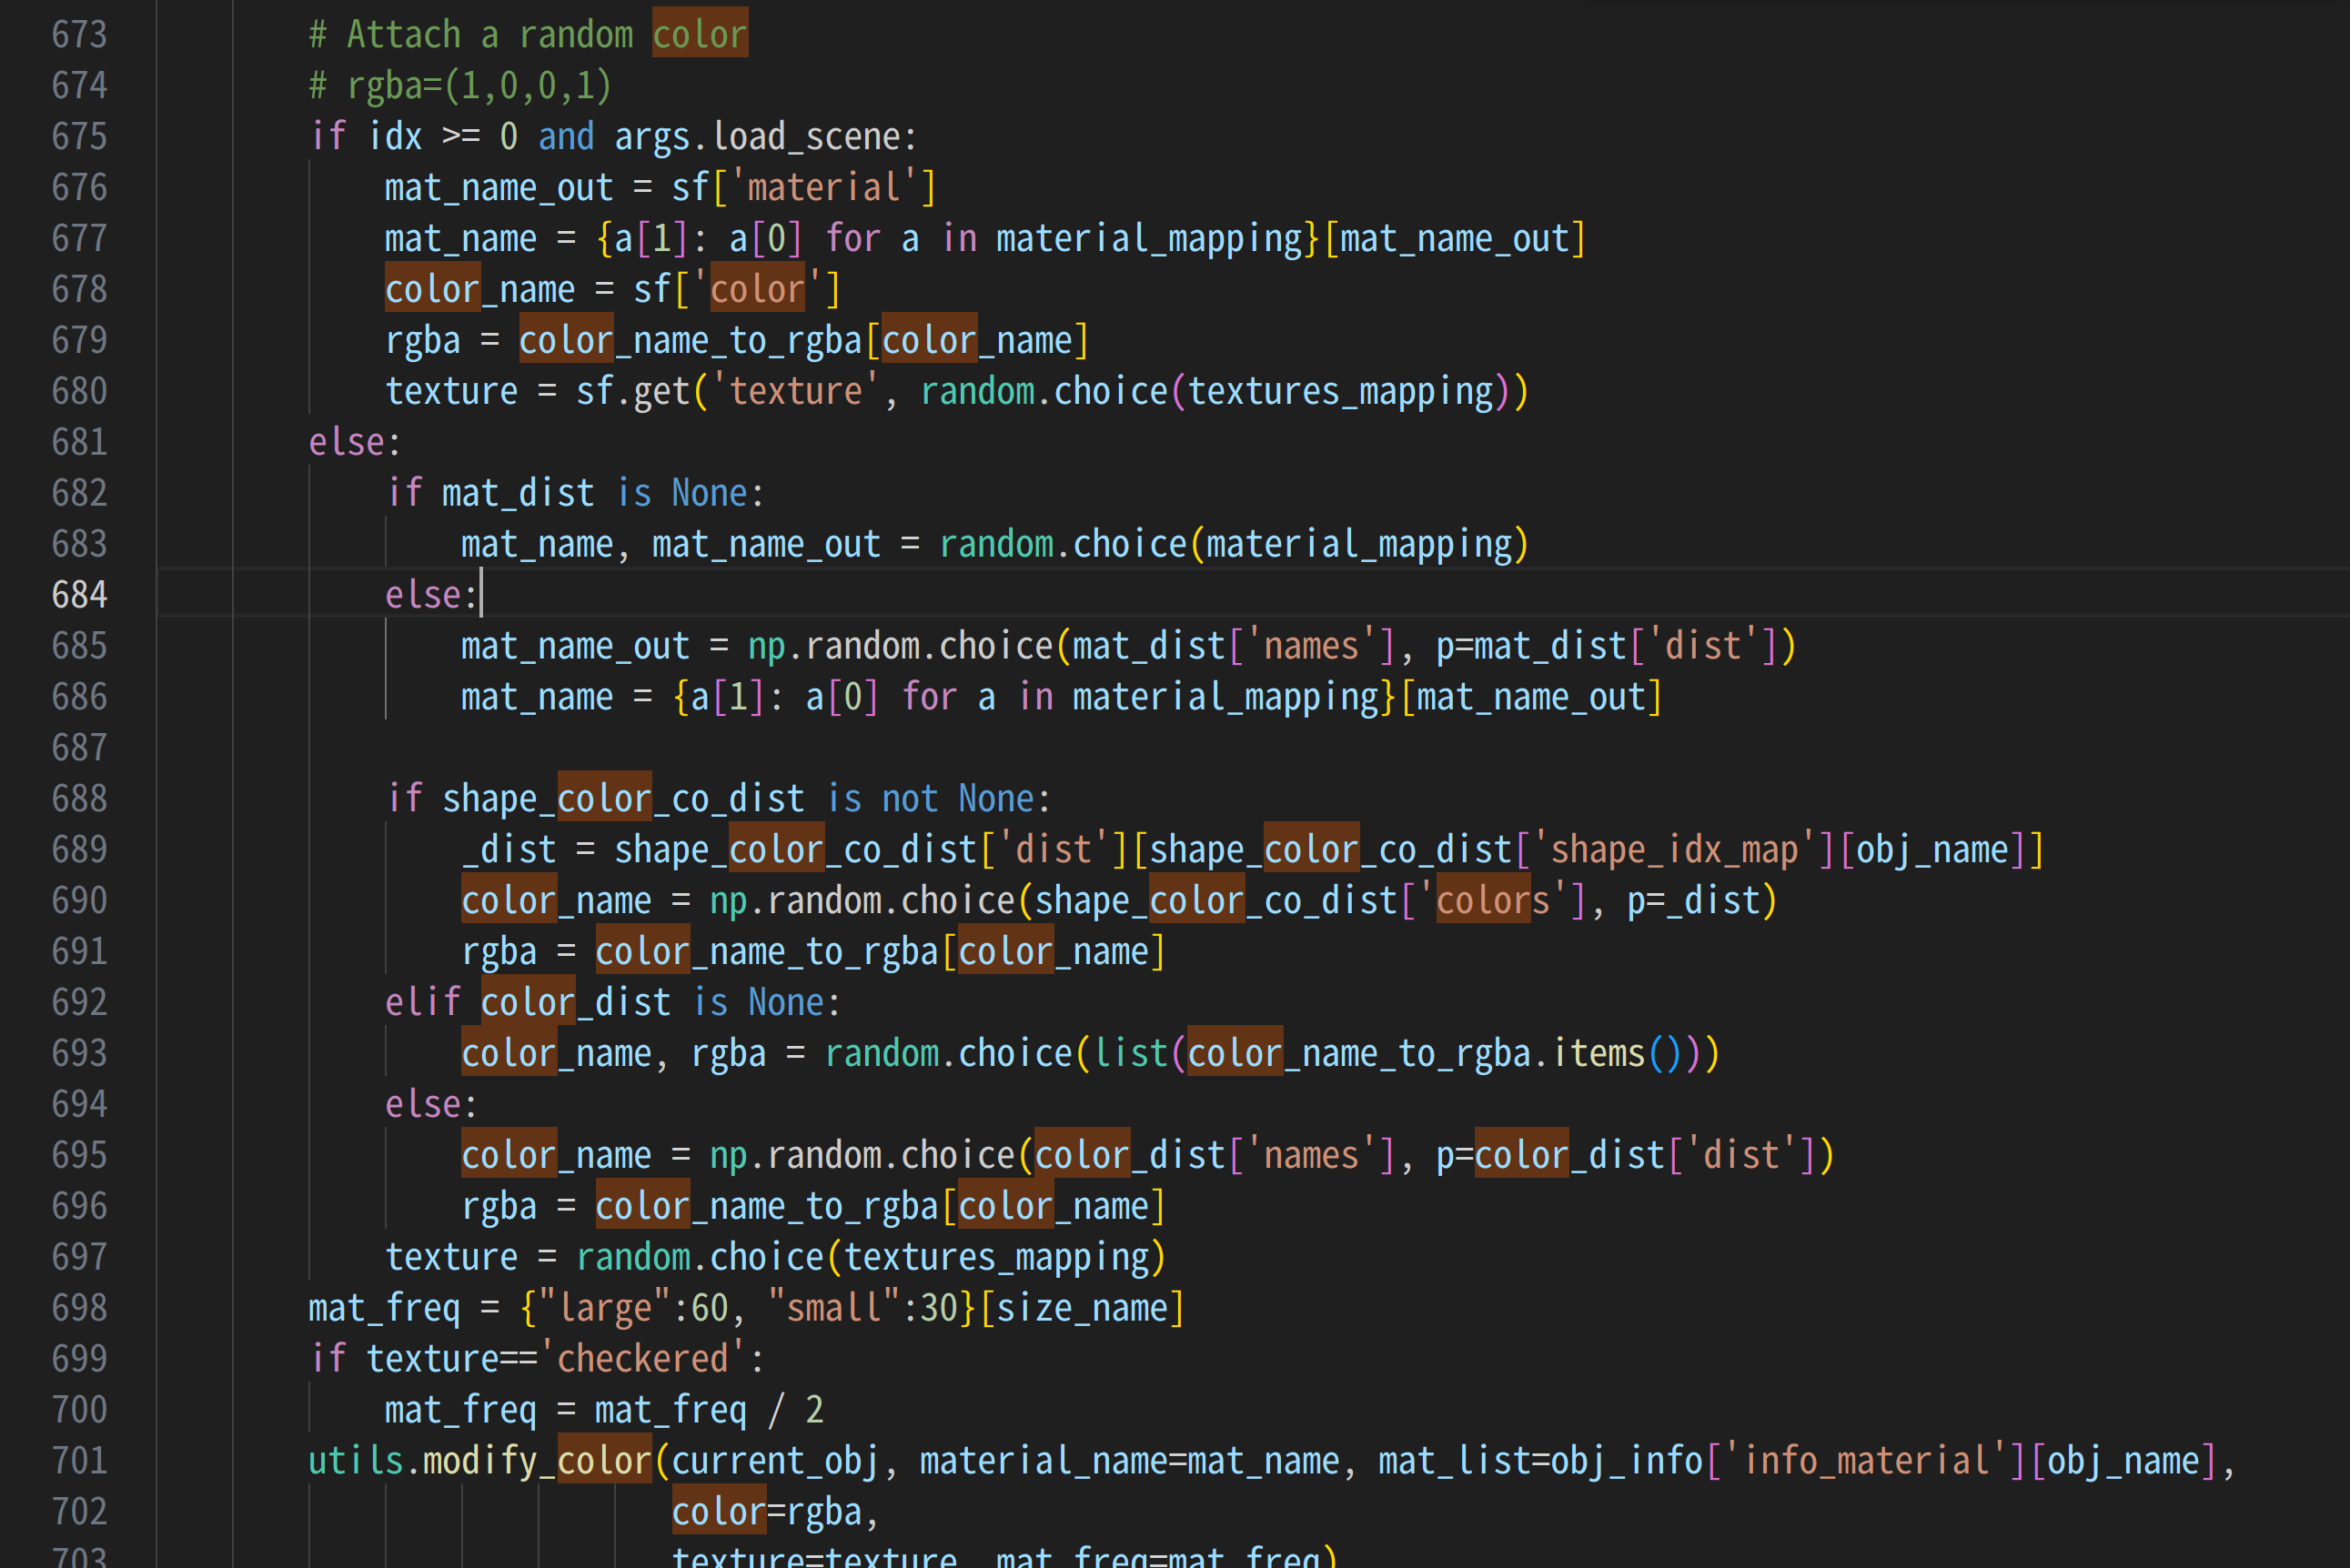 673 # Attach a random color
674 # rgba=(1,0,0,1)
675 if idx >= 0 and args.load_scene:
676 mat_name_out = sf['material']
677 mat_name = {a[1]: a[0] for a in material_mapping}[mat_name_out]
678 color_name = sf['color']
679 rgba = color_name_to_rgba[color_name]
680 texture = sf.get('texture', random.choice(textures_mapping))
681 else:
682 if mat_dist is None:
683 mat_name, mat_name_out = random.choice(material_mapping)
684 else:
685 mat_name_out = np.random.choice(mat_dist['names'], p=mat_dist['dist'])
686 mat_name = {a[1]: a[0] for a in material_mapping}[mat_name_out]
687
688 if shape_color_co_dist is not None:
689 _dist = shape_color_co_dist['dist'][shape_color_co_dist['shape_idx_map'][obj_name]]
690 color_name = np.random.choice(shape_color_co_dist['colors'], p=_dist)
691 rgba = color_name_to_rgba[color_name]
692 elif color_dist is None:
693 color_name, rgba = random.choice(list(color_name_to_rgba.items()))
694 else:
695 color_name = np.random.choice(color_dist['names'], p=color_dist['dist'])
696 rgba = color_name_to_rgba[color_name]
697 texture = random.choice(textures_mapping)
698 mat_freq = {"large":60, "small":30}[size_name]
699 if texture=='checkered':
700 mat_freq = mat_freq / 2
701 utils.modify_color(current_obj, material_name=mat_name, mat_list=obj_info['info_material'][obj_name],
702 color=rgba,
703 texture=texture, mat_freq=mat_freq)